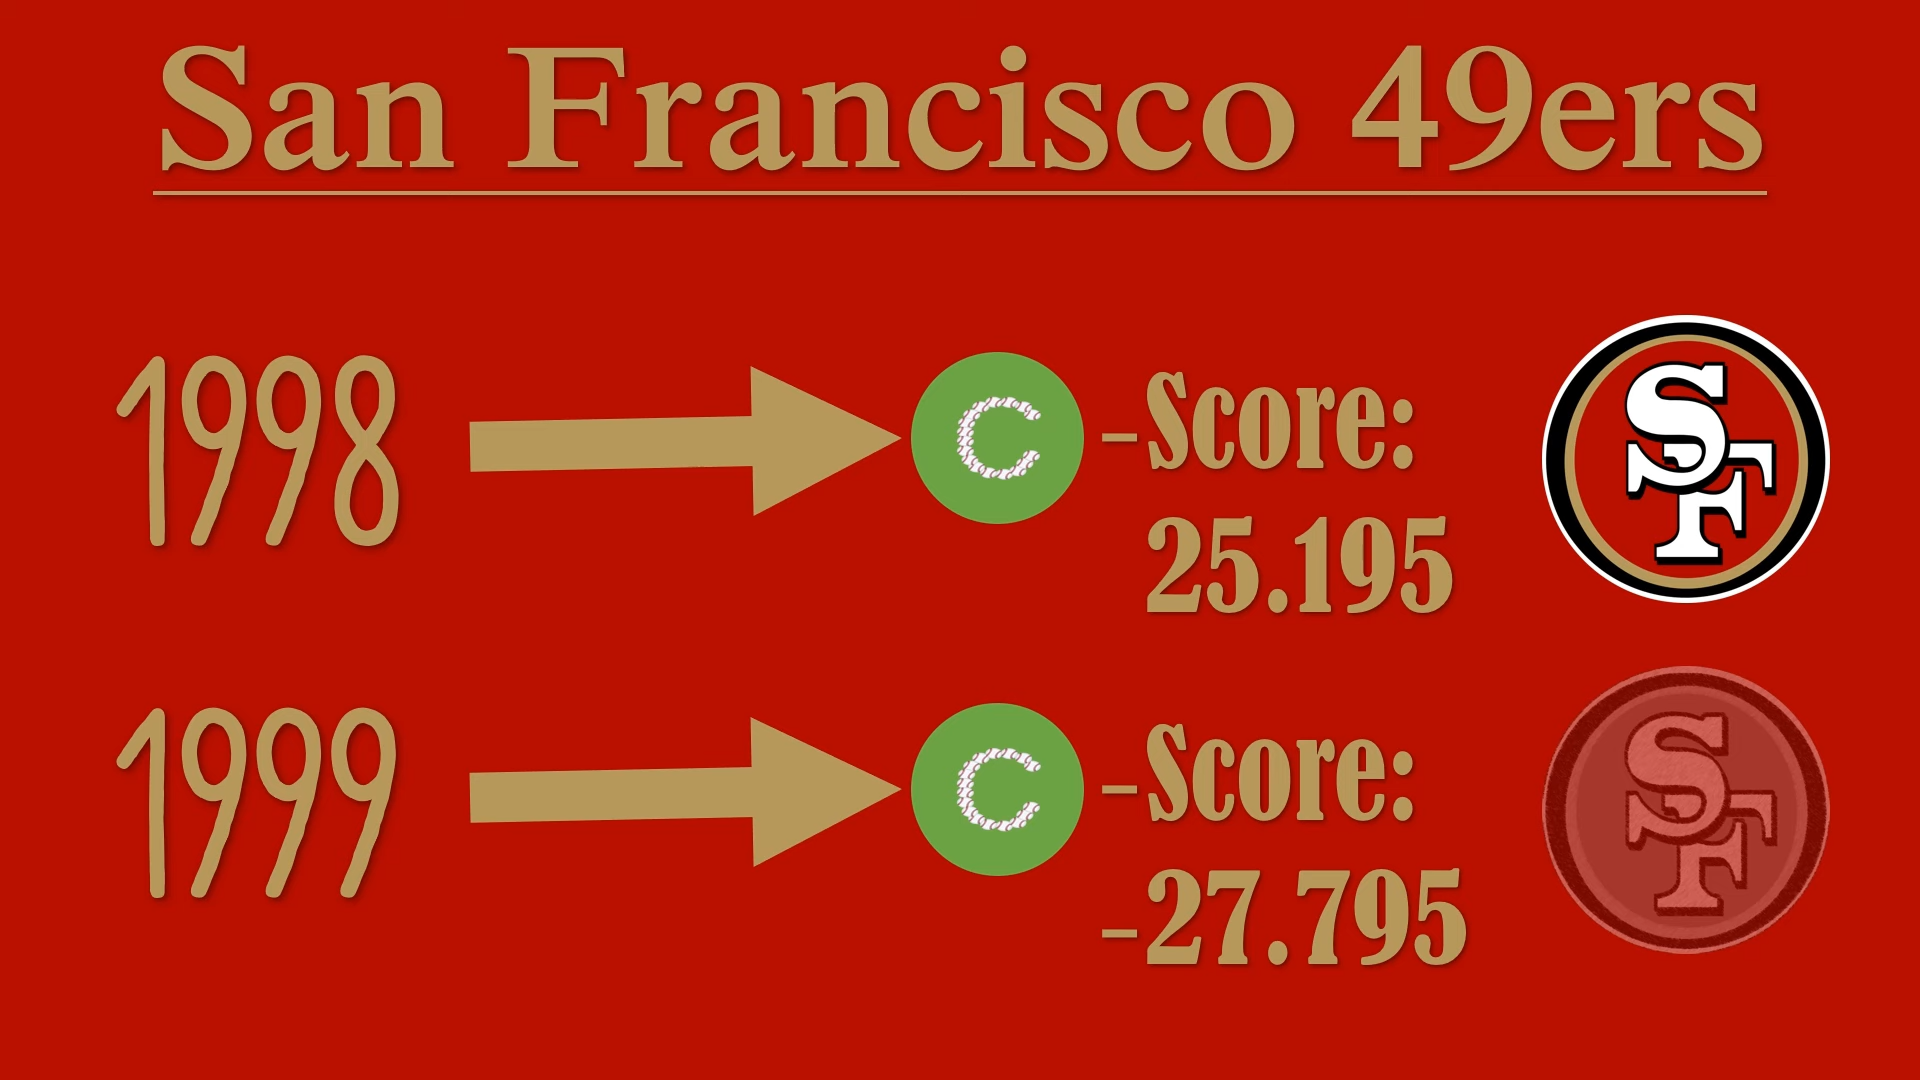 San Francisco 49ers
1998
C
–Score:
25.195
SF
1999
C
–Score:
–27.795
SF